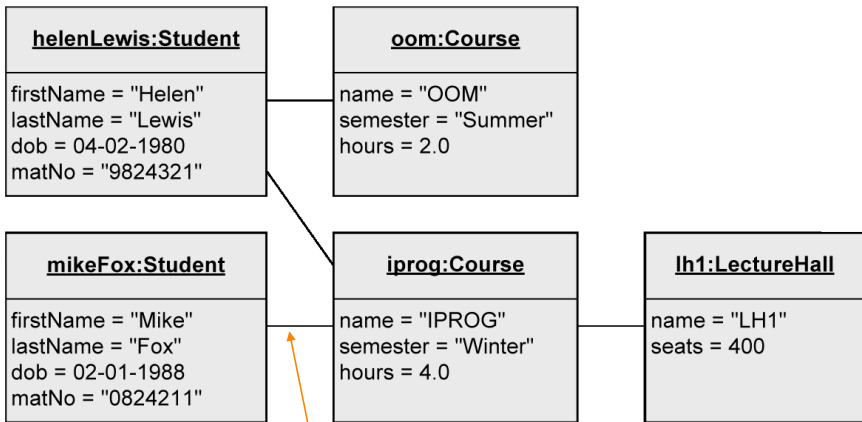 helenLewis:Student
firstName = "Helen"
lastName = "Lewis"
dob = 04-02-1980
matNo = "9824321"
oom:Course
name = "OOM"
semester = "Summer"
hours = 2.0
mikeFox:Student
firstName = "Mike"
lastName = "Fox"
dob = 02-01-1988
matNo = "0824211"
iprog:Course
name = "IPROG"
semester = "Winter"
hours = 4.0
lh1:LectureHall
name = "LH1"
seats = 400